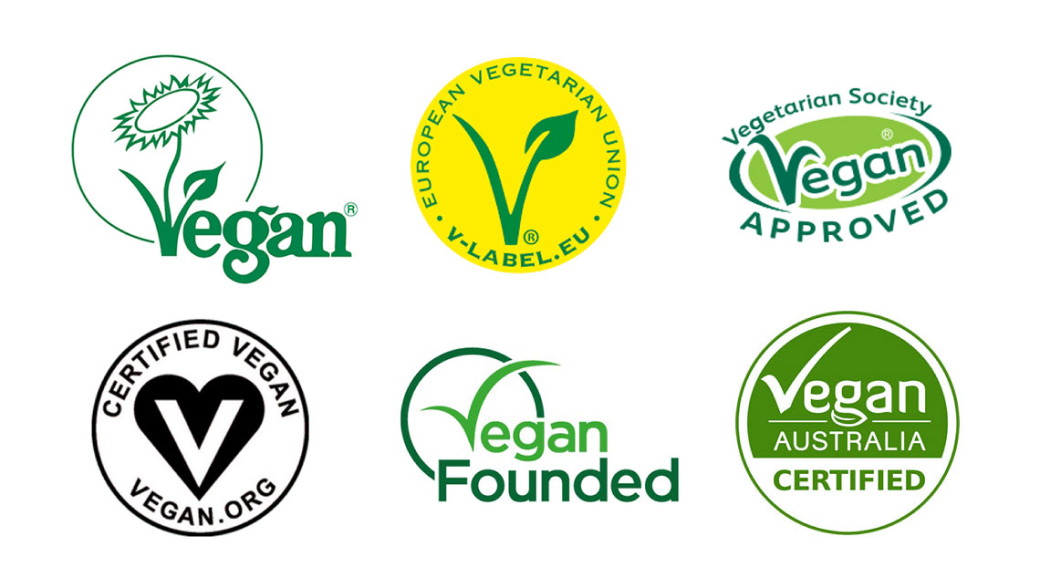 Vegan®
EUROPEAN VEGETARIAN UNION
• V-LABEL.EU •
®
Vegetarian Society
Vegan®
APPROVED
CERTIFIED VEGAN
V
VEGAN.ORG
Vegan
Founded
Vegan
AUSTRALIA
CERTIFIED